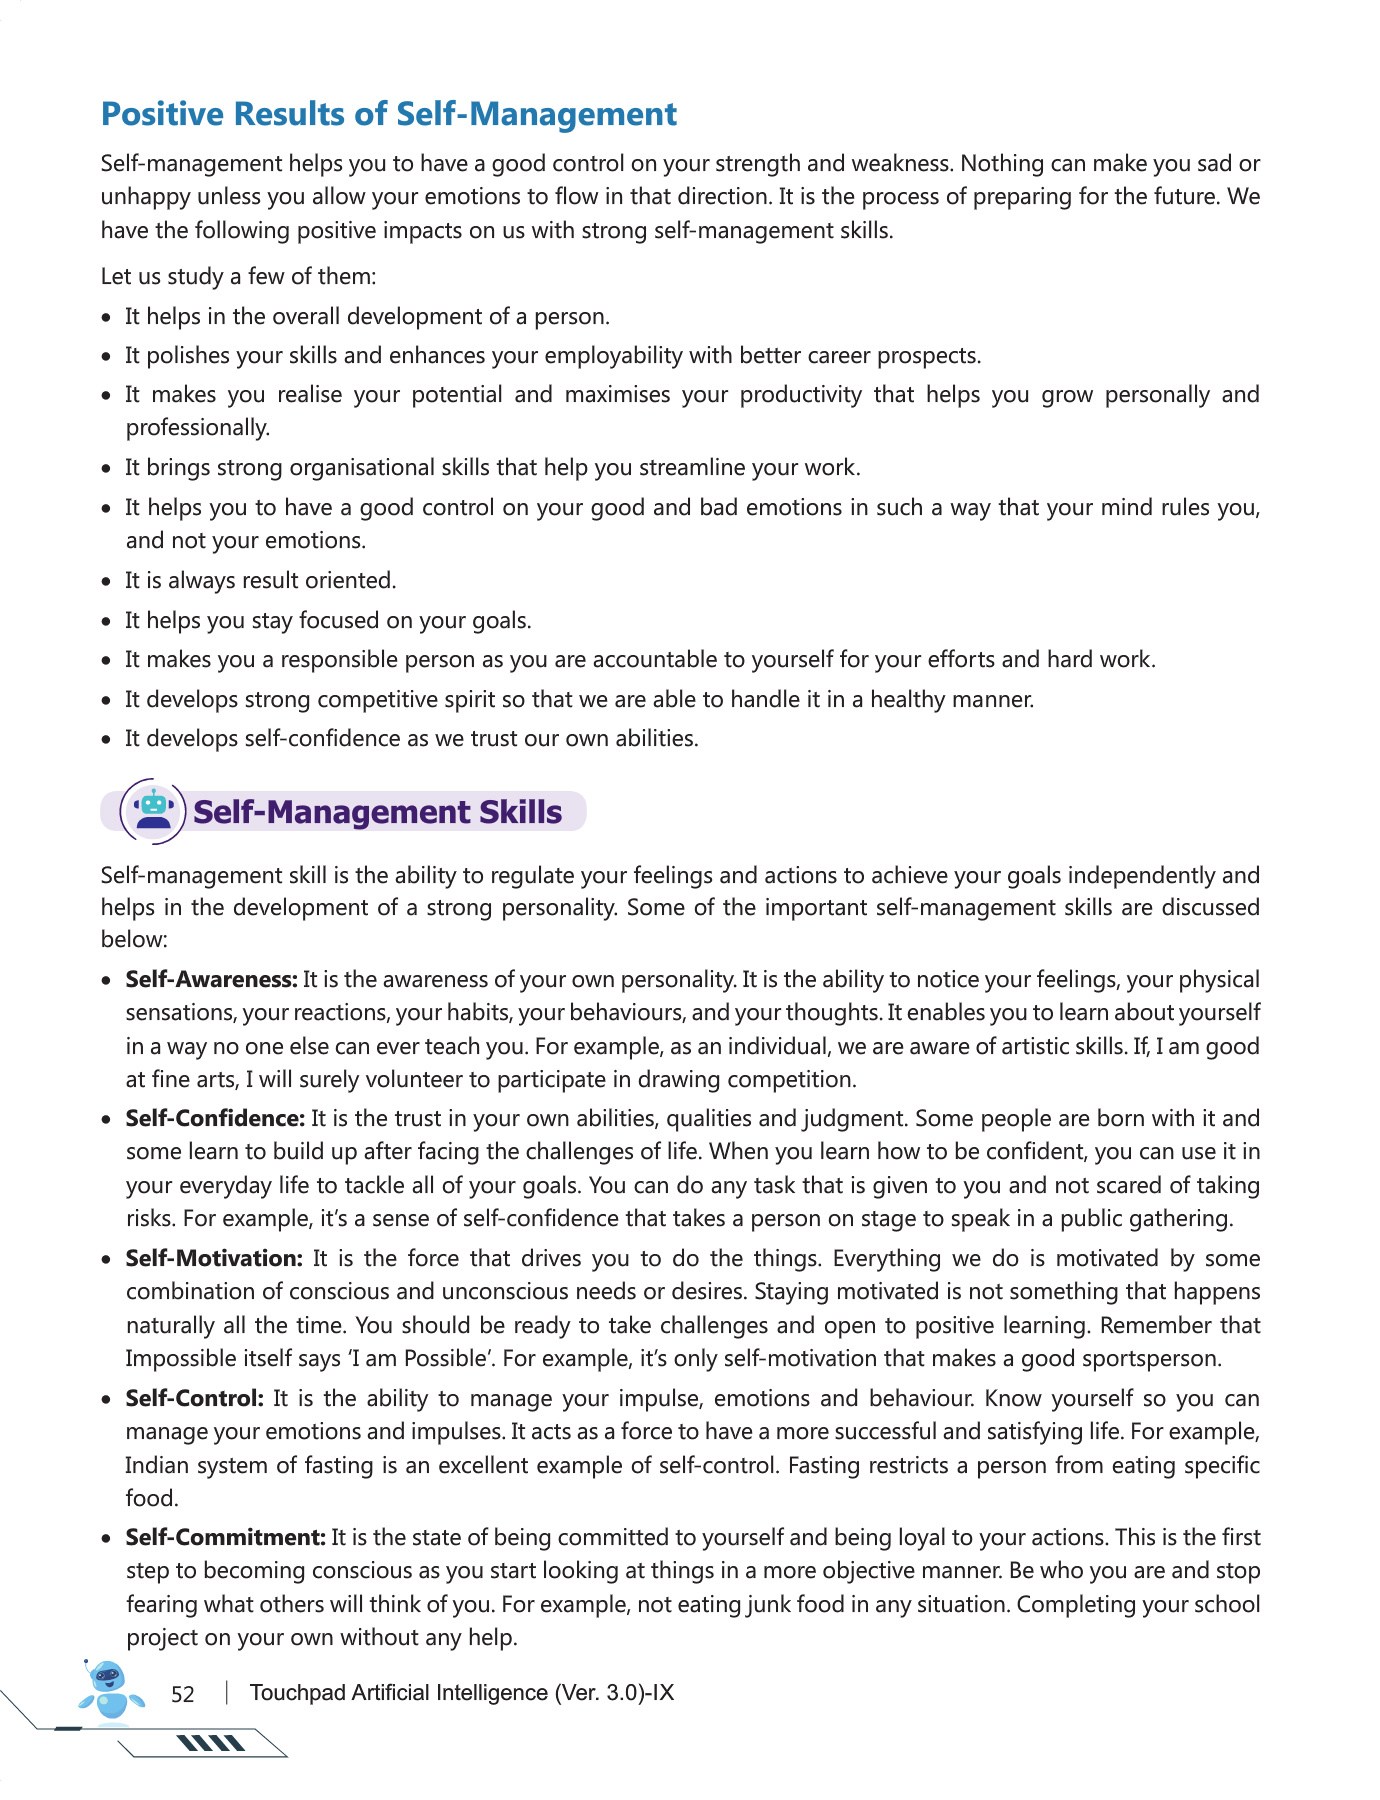 Positive Results of Self-Management
Self-management helps you to have a good control on your strength and weakness. Nothing can make you sad or
unhappy unless you allow your emotions to flow in that direction. It is the process of preparing for the future. We
have the following positive impacts on us with strong self-management skills.
Let us study a few of them:
• It helps in the overall development of a person.
• It polishes your skills and enhances your employability with better career prospects.
• It makes you realise your potential and maximises your productivity that helps you grow personally and
professionally.
• It brings strong organisational skills that help you streamline your work.
• It helps you to have a good control on your good and bad emotions in such a way that your mind rules you,
and not your emotions.
• It is always result oriented.
• It helps you stay focused on your goals.
• It makes you a responsible person as you are accountable to yourself for your efforts and hard work.
• It develops strong competitive spirit so that we are able to handle it in a healthy manner.
• It develops self-confidence as we trust our own abilities.
Self-Management Skills
Self-management skill is the ability to regulate your feelings and actions to achieve your goals independently and
helps in the development of a strong personality. Some of the important self-management skills are discussed
below:
• Self-Awareness: It is the awareness of your own personality. It is the ability to notice your feelings, your physical
sensations, your reactions, your habits, your behaviours, and your thoughts. It enables you to learn about yourself
in a way no one else can ever teach you. For example, as an individual, we are aware of artistic skills. If, I am good
at fine arts, I will surely volunteer to participate in drawing competition.
• Self-Confidence: It is the trust in your own abilities, qualities and judgment. Some people are born with it and
some learn to build up after facing the challenges of life. When you learn how to be confident, you can use it in
your everyday life to tackle all of your goals. You can do any task that is given to you and not scared of taking
risks. For example, it's a sense of self-confidence that takes a person on stage to speak in a public gathering.
• Self-Motivation: It is the force that drives you to do the things. Everything we do is motivated by some
combination of conscious and unconscious needs or desires. Staying motivated is not something that happens
naturally all the time. You should be ready to take challenges and open to positive learning. Remember that
Impossible itself says ‘I am Possible’. For example, it’s only self-motivation that makes a good sportsperson.
• Self-Control: It is the ability to manage your impulse, emotions and behaviour. Know yourself so you can
manage your emotions and impulses. It acts as a force to have a more successful and satisfying life. For example,
Indian system of fasting is an excellent example of self-control. Fasting restricts a person from eating specific
food.
• Self-Commitment: It is the state of being committed to yourself and being loyal to your actions. This is the first
step to becoming conscious as you start looking at things in a more objective manner. Be who you are and stop
fearing what others will think of you. For example, not eating junk food in any situation. Completing your school
project on your own without any help.
52 | Touchpad Artificial Intelligence (Ver. 3.0)-IX